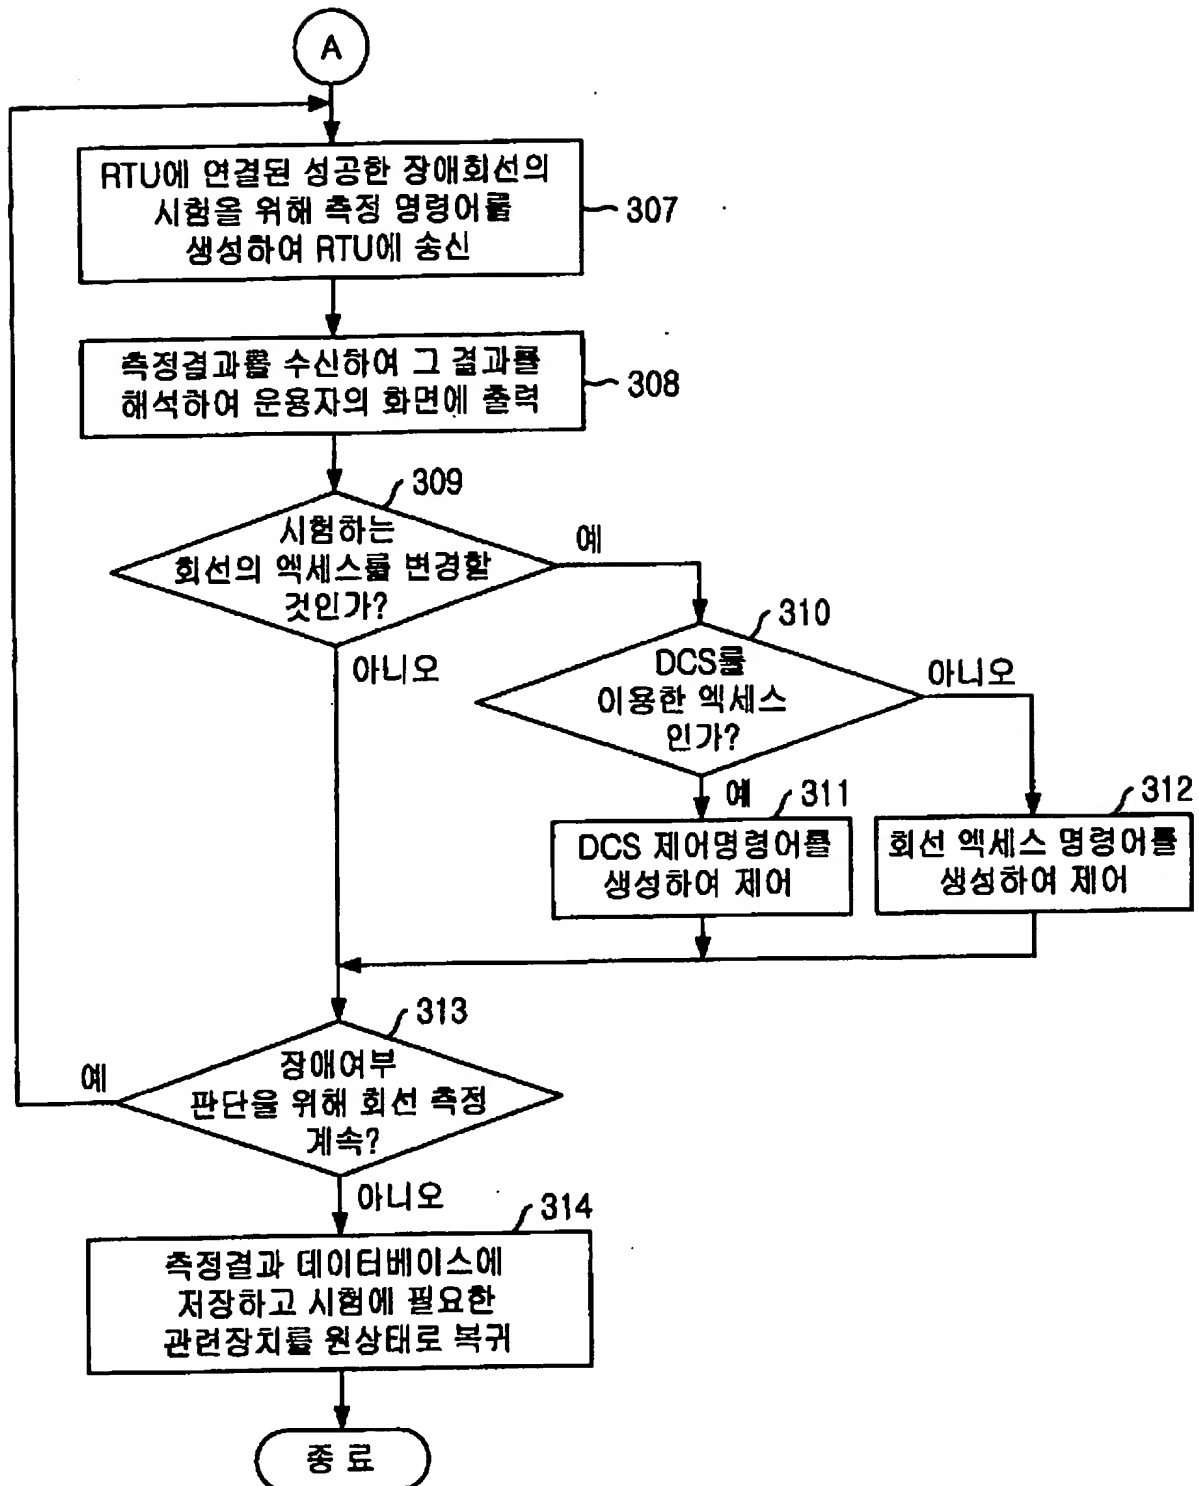 A
RTU에 연결된 성공한 장애회선의
시험을 위해 측정 명령어를
생성하여 RTU에 송신
307
측정결과를 수신하여 그 결과를
해석하여 운용자의 화면에 출력
308
309
시험하는
회선의 엑세스를 변경할
것인가?
예
아니오
310
DCS를
이용한 엑세스
인가?
아니오
예
311
DCS 제어명령어를
생성하여 제어
312
회선 엑세스 명령어를
생성하여 제어
313
장애여부
판단을 위해 회선 측정
계속?
예
아니오
314
측정결과 데이터베이스에
저장하고 시험에 필요한
관련장치를 원상태로 복귀
종 료